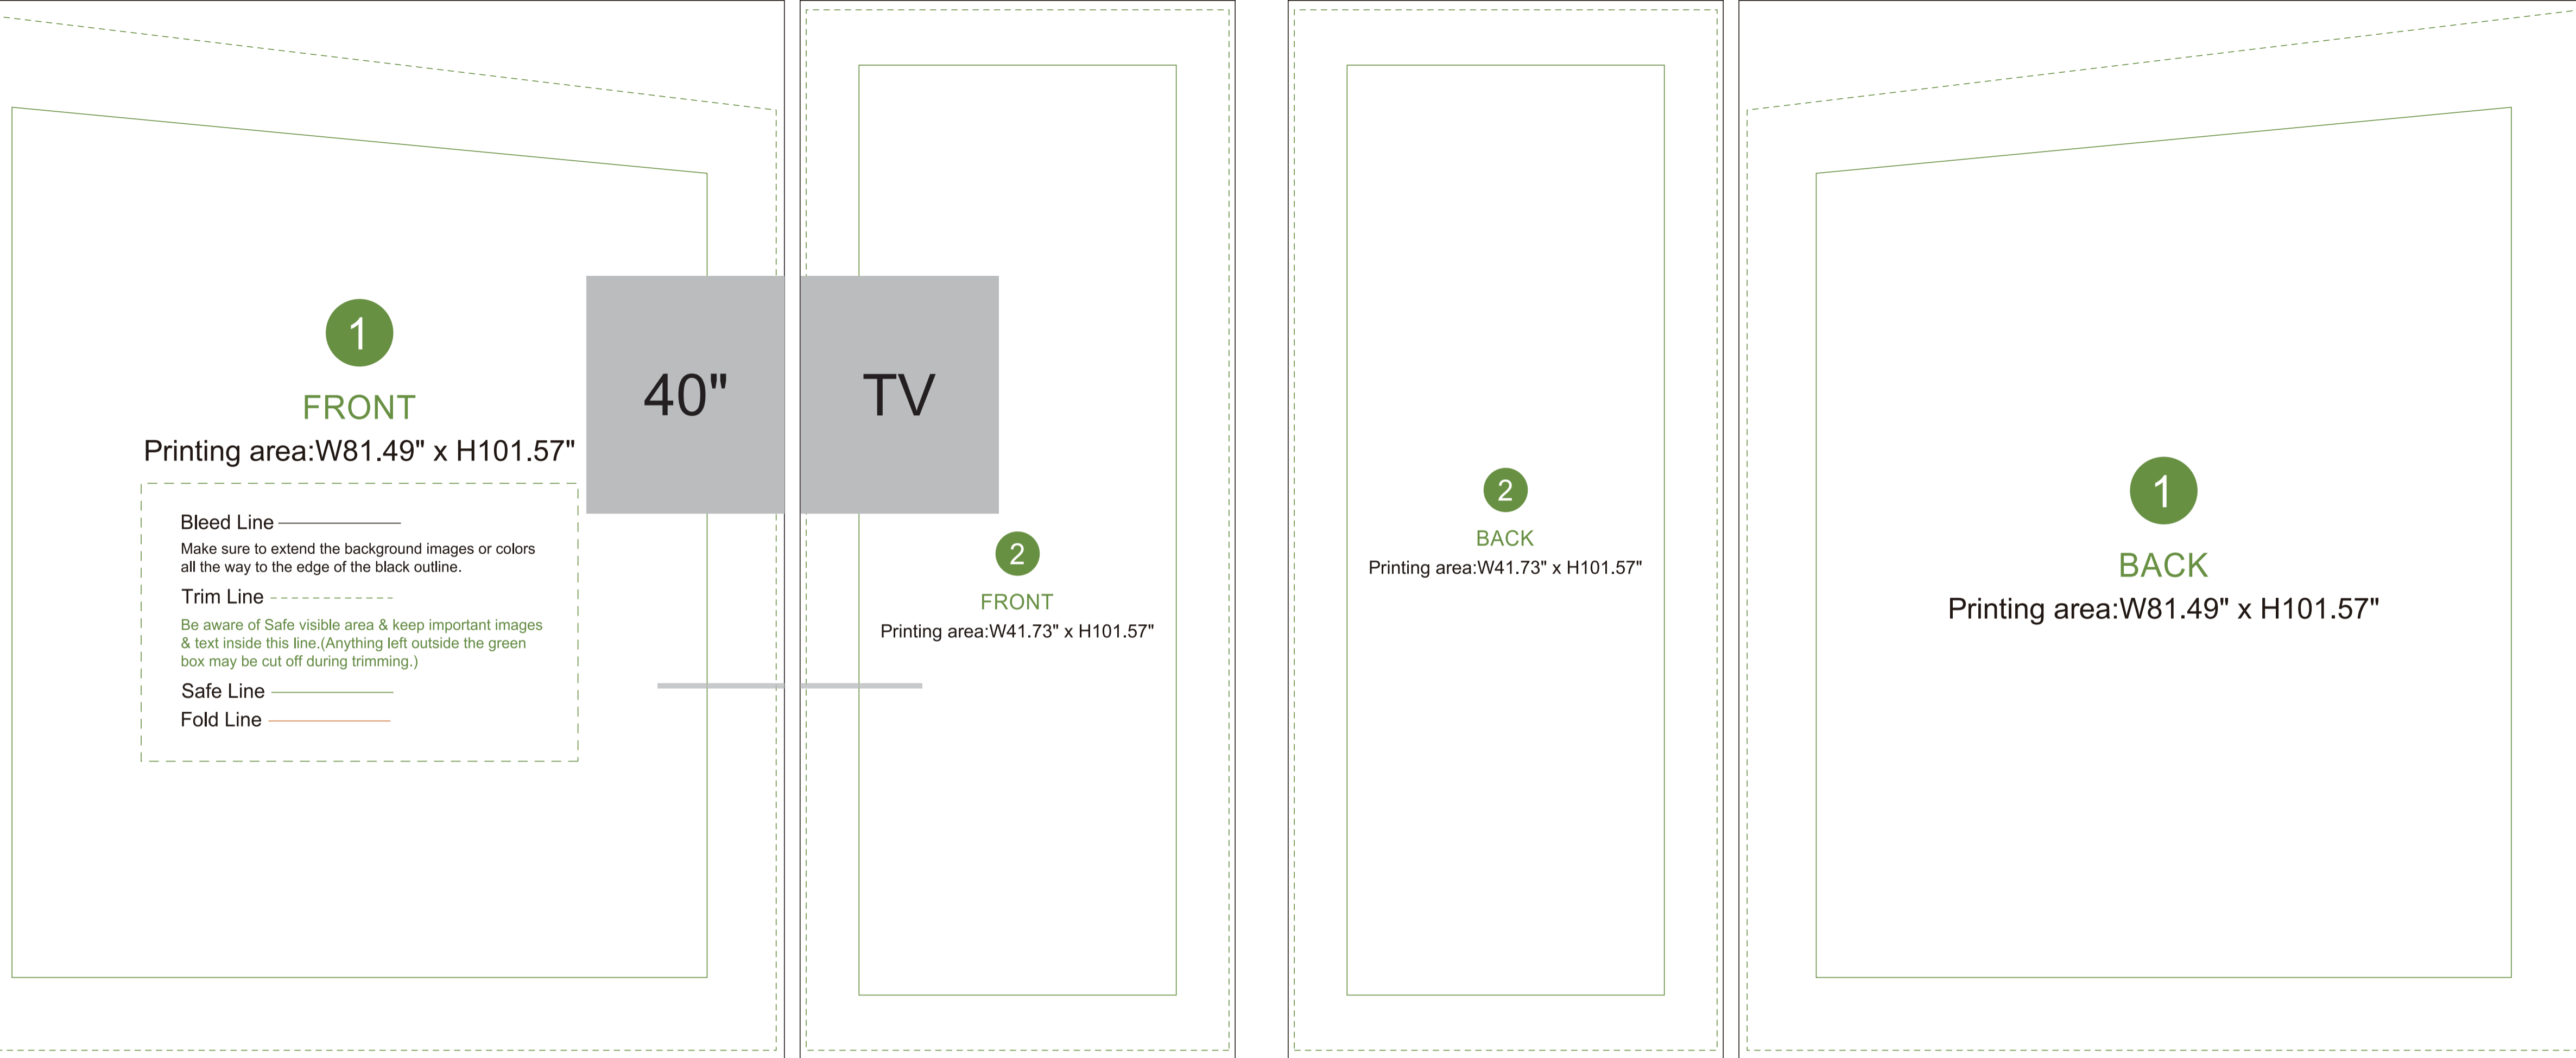 1
FRONT
Printing area:W81.49" x H101.57"
Bleed Line
Make sure to extend the background images or colors
all the way to the edge of the black outline.
Trim Line
Be aware of Safe visible area & keep important images
& text inside this line.(Anything left outside the green
box may be cut off during trimming.)
Safe Line
Fold Line
40"
TV
2
FRONT
Printing area:W41.73" x H101.57"
2
BACK
Printing area:W41.73" x H101.57"
1
BACK
Printing area:W81.49" x H101.57"